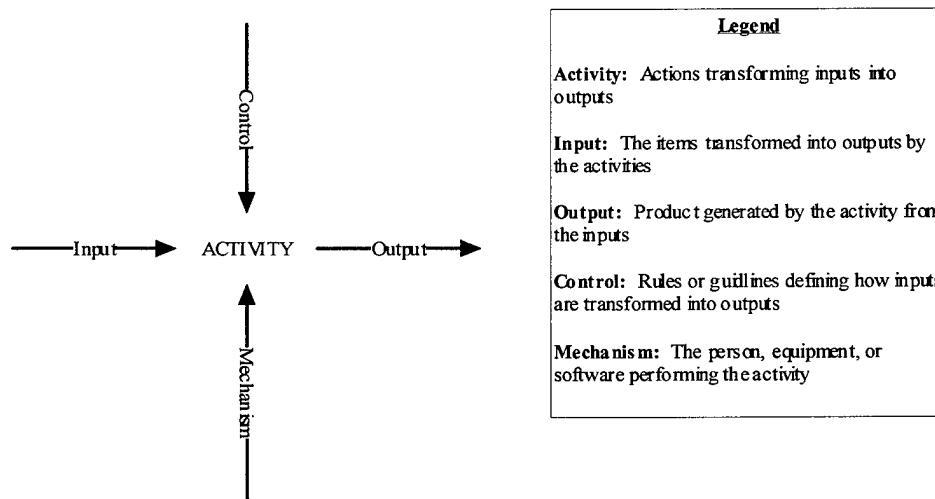 Control
Input
ACTIVITY
Output
Mechanism
Legend
Activity: Actions transforming inputs into
outputs
Input: The items transformed into outputs by
the activities
Output: Product generated by the activity from
the inputs
Control: Rules or guidlines defining how inputs
are transformed into outputs
Mechanism: The person, equipment, or
software performing the activity